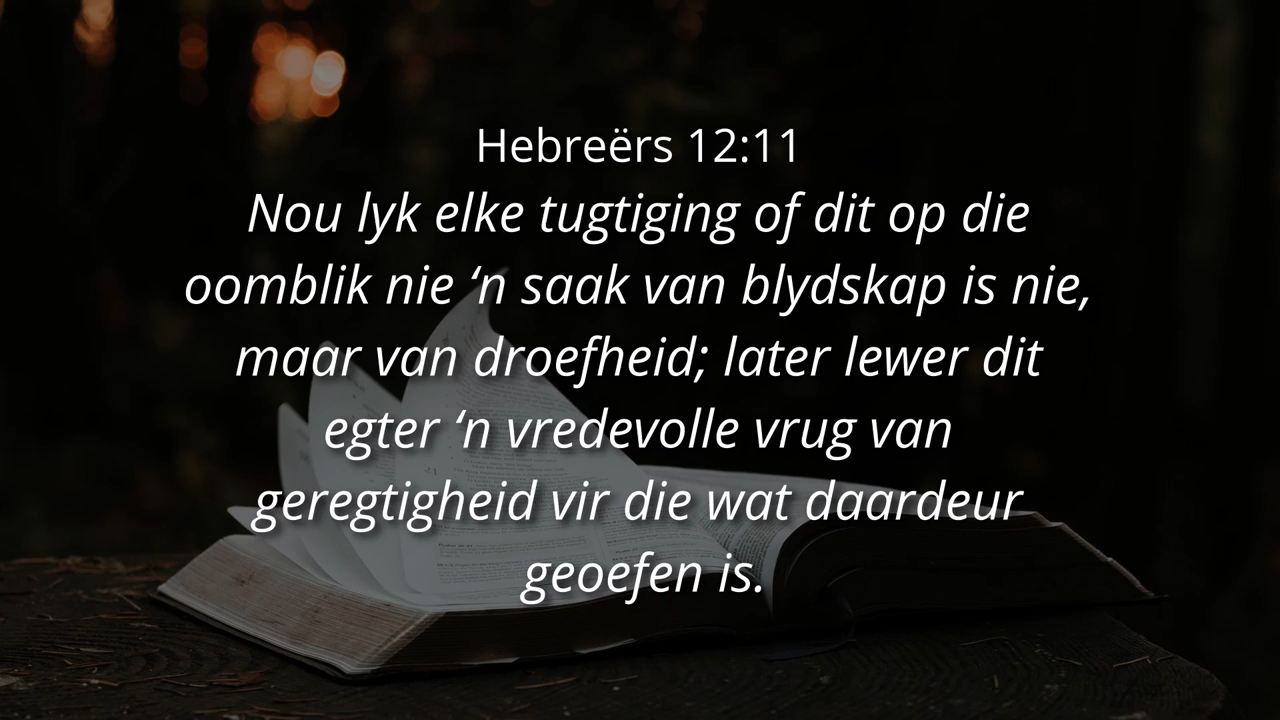 Hebreërs 12:11
Nou lyk elke tugtiging of dit op die
oomblik nie ‘n saak van blydskap is nie,
maar van droefheid; later lewer dit
egter ‘n vredevolle vrug van
geregtigheid vir die wat daardeur
geoefen is.